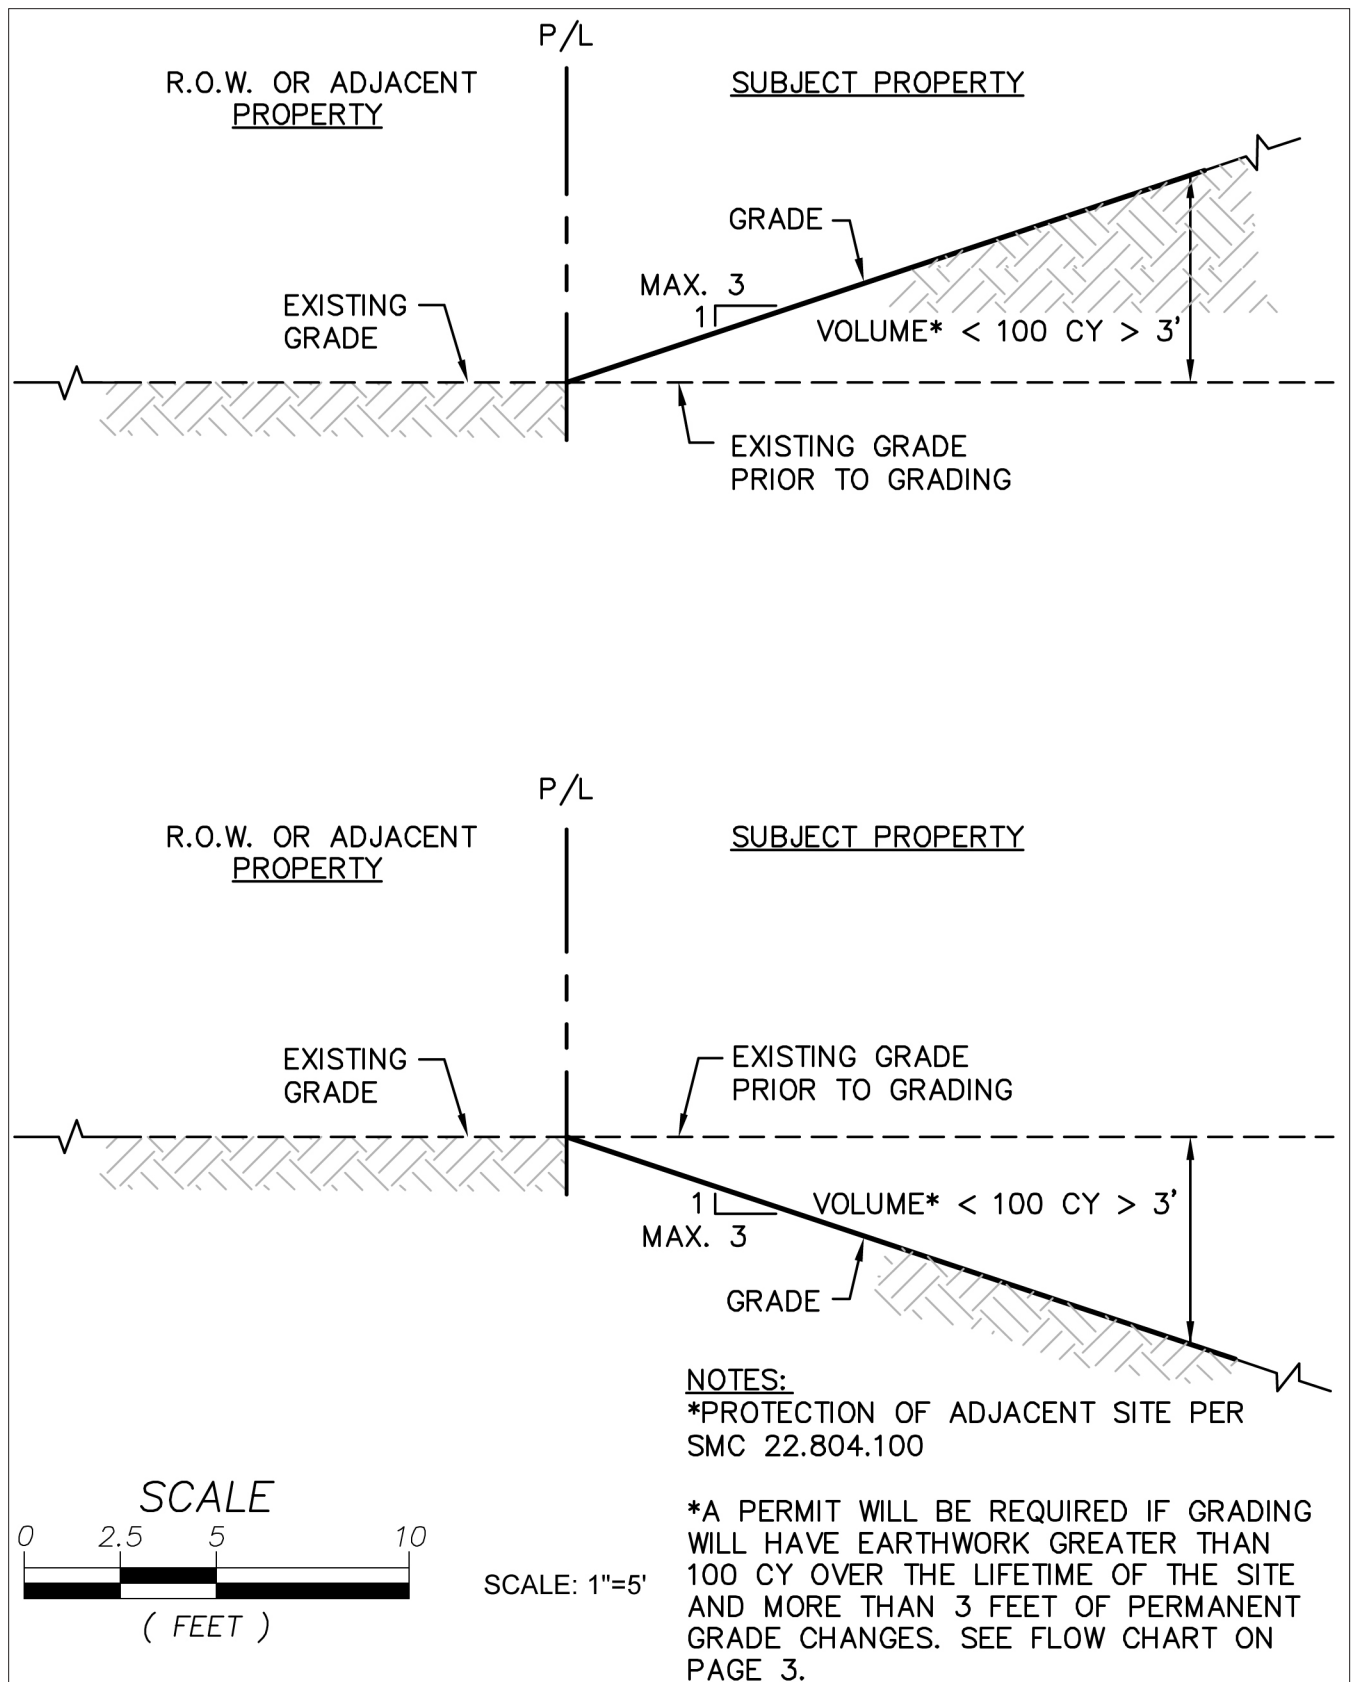 P/L
R.O.W. OR ADJACENT
PROPERTY
SUBJECT PROPERTY
GRADE
MAX. 3
1
EXISTING
GRADE
VOLUME* < 100 CY > 3'
EXISTING GRADE
PRIOR TO GRADING
P/L
R.O.W. OR ADJACENT
PROPERTY
SUBJECT PROPERTY
EXISTING
GRADE
EXISTING GRADE
PRIOR TO GRADING
1
MAX. 3
VOLUME* < 100 CY > 3'
GRADE
NOTES:
*PROTECTION OF ADJACENT SITE PER
SMC 22.804.100
*A PERMIT WILL BE REQUIRED IF GRADING
WILL HAVE EARTHWORK GREATER THAN
100 CY OVER THE LIFETIME OF THE SITE
AND MORE THAN 3 FEET OF PERMANENT
GRADE CHANGES. SEE FLOW CHART ON
PAGE 3.
SCALE
0 2.5 5 10
( FEET )
SCALE: 1"=5'